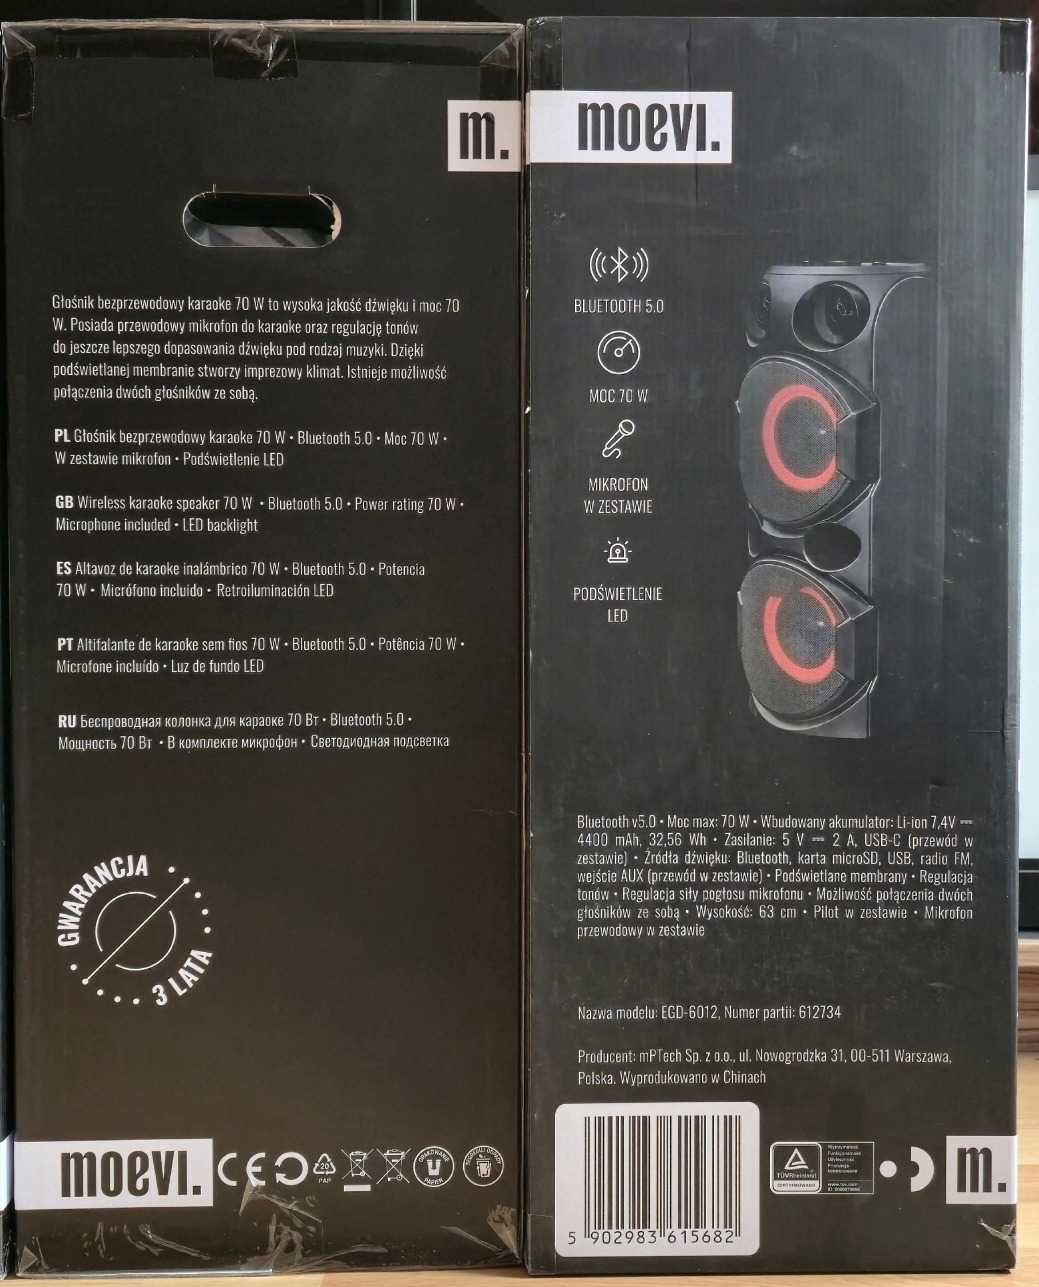 m.
Głośnik bezprzewodowy karaoke 70 W to wysoka jakość dźwięku i moc 70
W. Posiada przewodowy mikrofon do karaoke oraz regulację tonów
do jeszcze lepszego dopasowania dźwięku pod rodzaj muzyki. Dzięki
podświetlanej membranie stworzy imprezowy klimat. Istnieje możliwość
połączenia dwóch głośników ze sobą.
PL Głośnik bezprzewodowy karaoke 70 W • Bluetooth 5.0 • Moc 70 W •
W zestawie mikrofon • Podświetlenie LED
GB Wireless karaoke speaker 70 W • Bluetooth 5.0 • Power rating 70 W •
Microphone included • LED backlight
ES Altavoz de karaoke inalámbrico 70 W • Bluetooth 5.0 • Potencia
70 W • Micrófono incluido • Retroiluminación LED
PT Altifalante de karaoke sem fios 70 W • Bluetooth 5.0 • Potência 70 W •
Microfone incluído • Luz de fundo LED
RU Беспроводная колонка для караоке 70 Вт • Bluetooth 5.0 •
Мощность 70 Вт • В комплекте микрофон • Светодиодная подсветка
GWARANCJA
3 LATA
moevi.
CE
20
PAP
moevi.
BLUETOOTH 5.0
MOC 70 W
MIKROFON
W ZESTAWIE
PODŚWIETLENIE
LED
Bluetooth v5.0 • Moc max: 70 W • Wbudowany akumulator: Li-ion 7,4V ⎓
4400 mAh, 32,56 Wh • Zasilanie: 5 V ⎓ 2 A, USB-C (przewód w
zestawie) • Źródła dźwięku: Bluetooth, karta microSD, USB, radio FM,
wejście AUX (przewód w zestawie) • Podświetlane membrany • Regulacja
tonów • Regulacja siły pogłosu mikrofonu • Możliwość połączenia dwóch
głośników ze sobą • Wysokość: 63 cm • Pilot w zestawie • Mikrofon
przewodowy w zestawie
Nazwa modelu: EGD-6012, Numer partii: 612734
Producent: mPTech Sp. z o.o., ul. Nowogrodzka 31, 00-511 Warszawa,
Polska. Wyprodukowano w Chinach
5 902983 615682
TÜVRheinland
CERTYFIKOWANO
m.